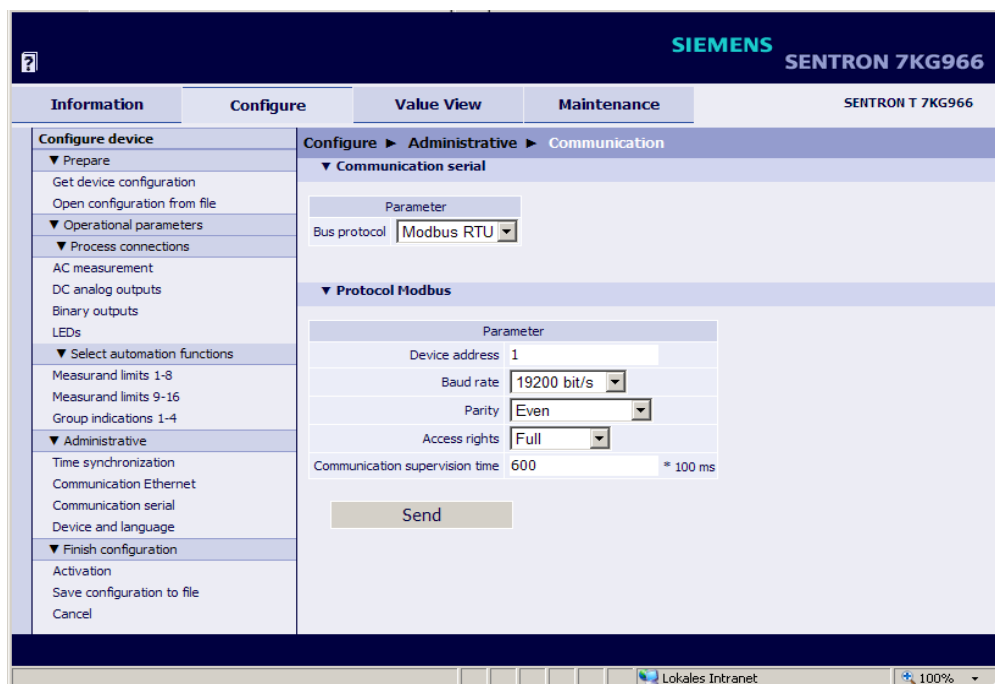 SIEMENS
?
SENTRON 7KG966
Information
Configure
Value View
Maintenance
SENTRON T 7KG966
Configure device
▼ Prepare
Get device configuration
Open configuration from file
▼ Operational parameters
▼ Process connections
AC measurement
DC analog outputs
Binary outputs
LEDs
▼ Select automation functions
Measurand limits 1-8
Measurand limits 9-16
Group indications 1-4
▼ Administrative
Time synchronization
Communication Ethernet
Communication serial
Device and language
▼ Finish configuration
Activation
Save configuration to file
Cancel
Configure ► Administrative ► Communication
▼ Communication serial
Parameter
Bus protocol Modbus RTU
▼ Protocol Modbus
Parameter
Device address 1
Baud rate 19200 bit/s
Parity Even
Access rights Full
Communication supervision time 600 * 100 ms
Send
Lokales Intranet
100%